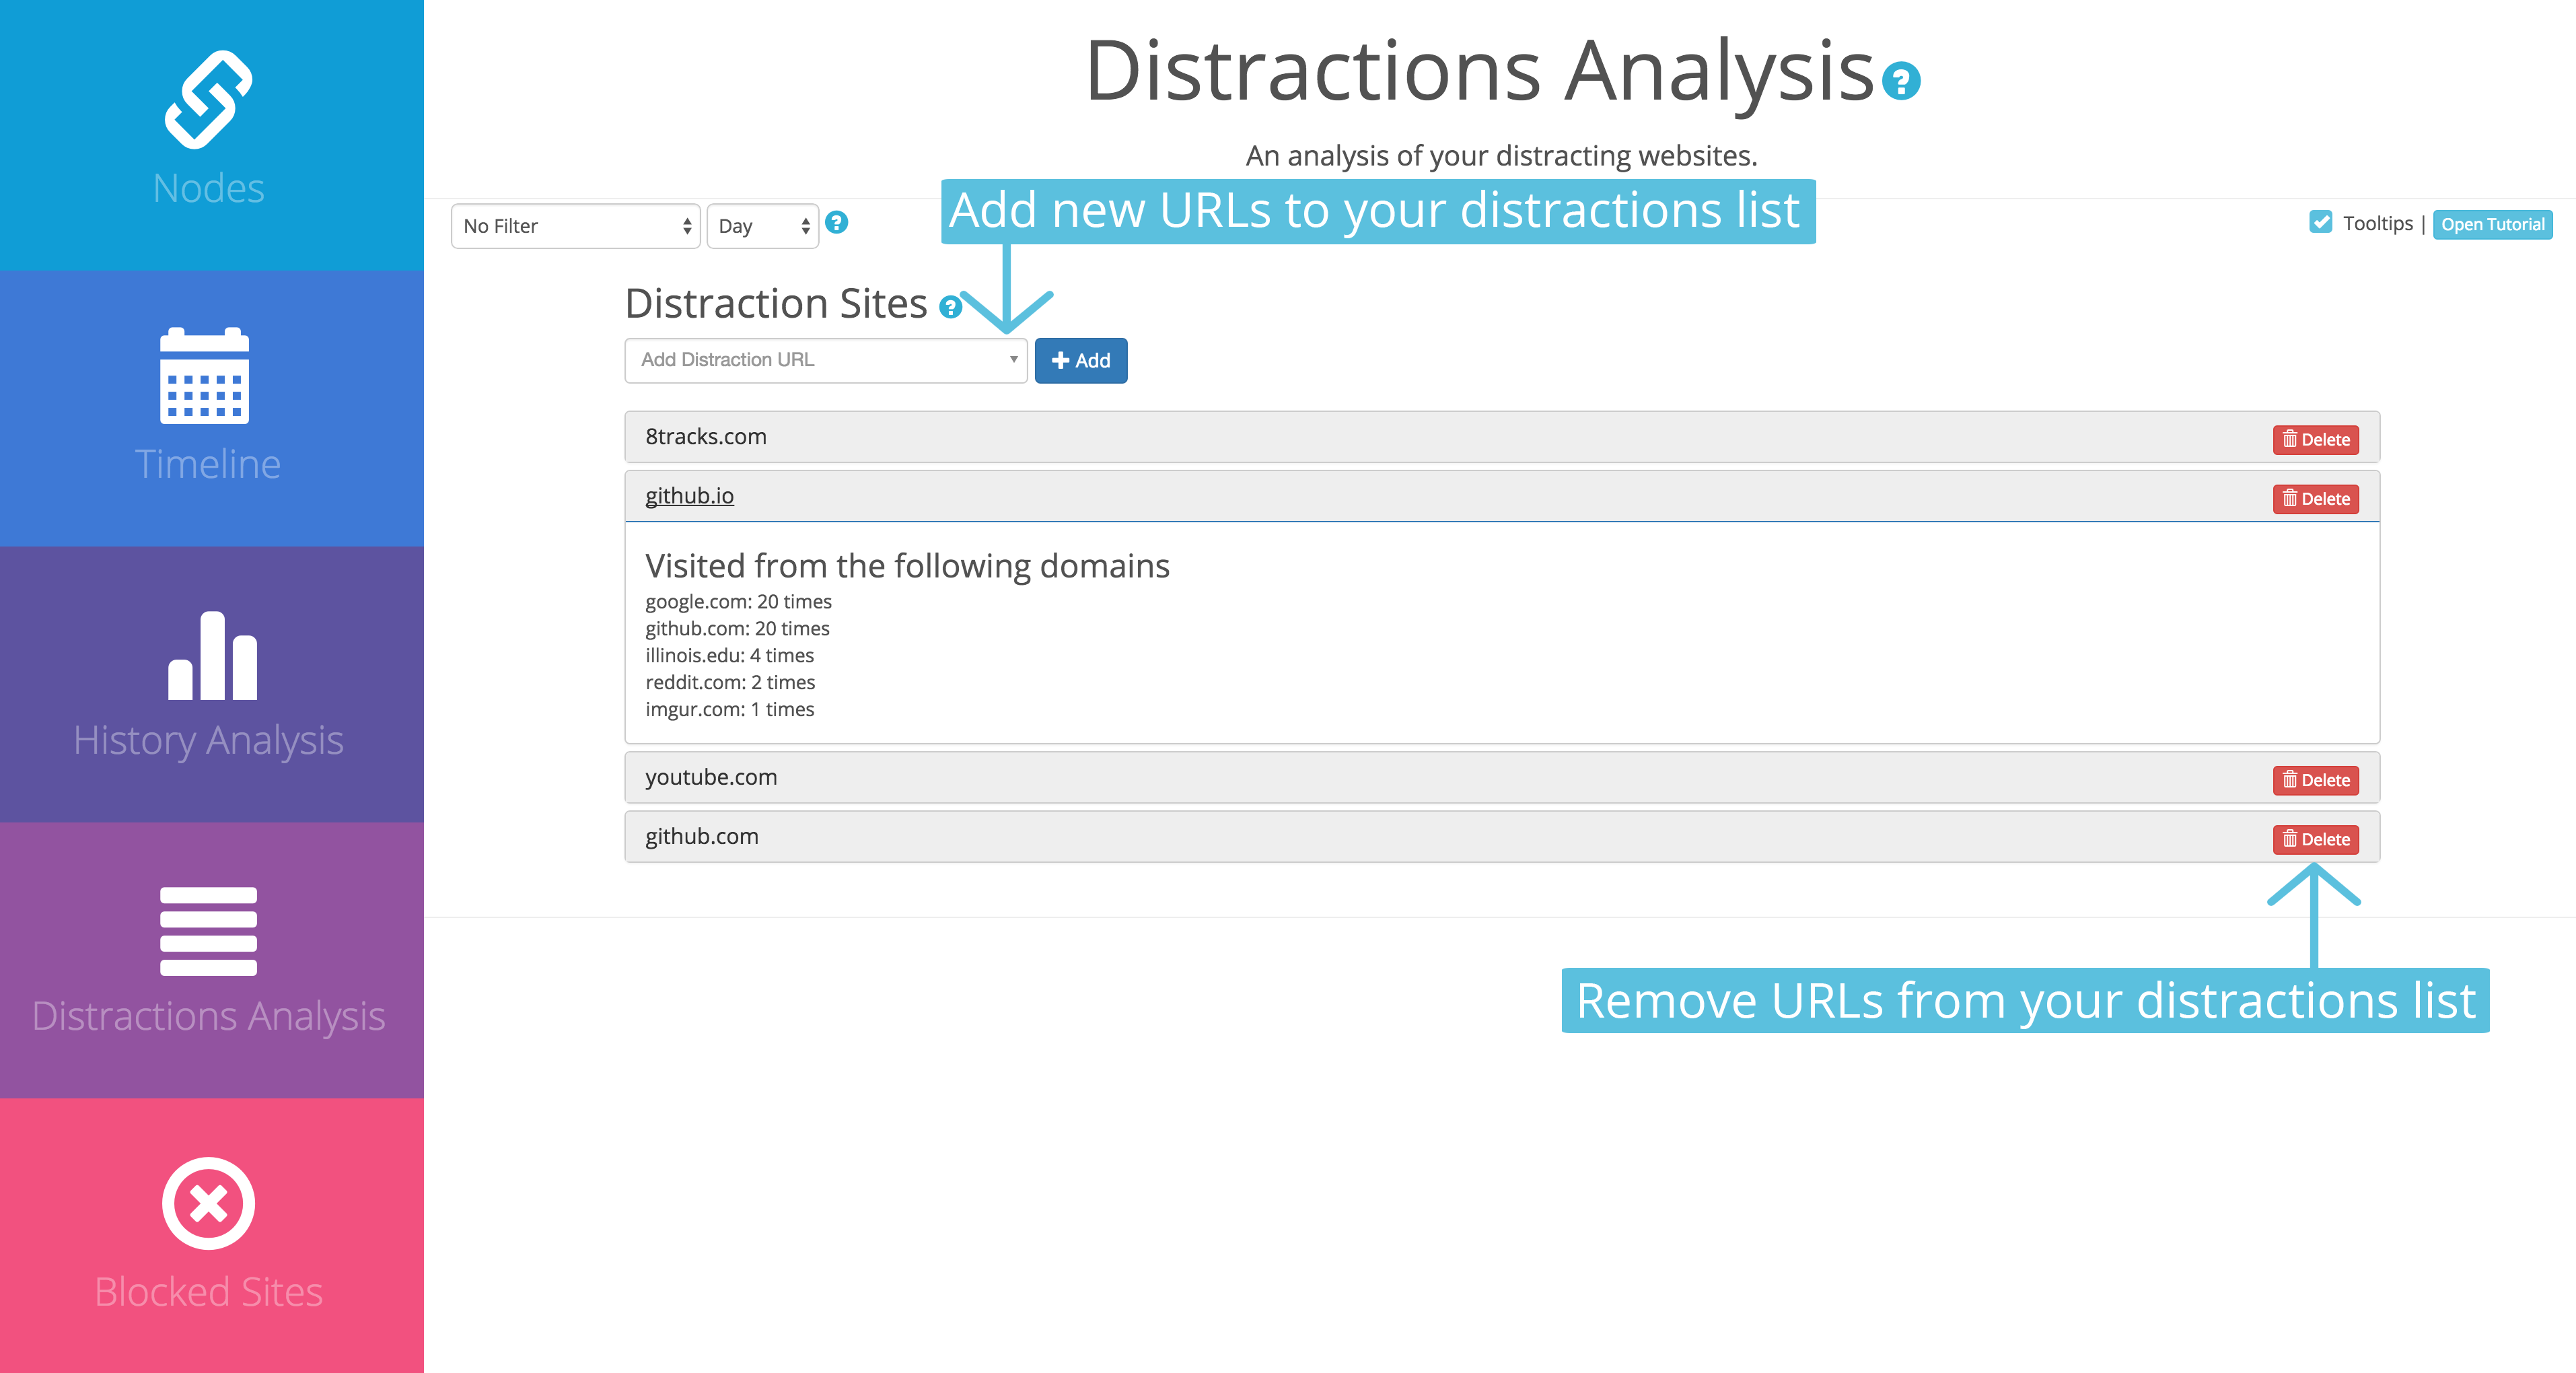 Nodes
Timeline
History Analysis
Distractions Analysis
Blocked Sites
Distractions Analysis ?
An analysis of your distracting websites.
Add new URLs to your distractions list
No Filter
Day
?
Tooltips | Open Tutorial
Distraction Sites ?
Add Distraction URL
Add
8tracks.com
Delete
github.io
Delete
Visited from the following domains
google.com: 20 times
github.com: 20 times
illinois.edu: 4 times
reddit.com: 2 times
imgur.com: 1 times
youtube.com
Delete
github.com
Delete
Remove URLs from your distractions list